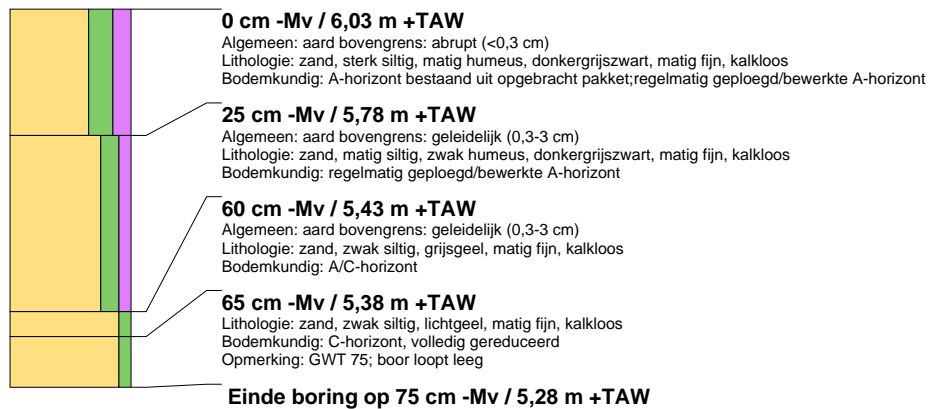 0 cm -Mv / 6,03 m +TAW
Algemeen: aard bovengrens: abrupt (<0,3 cm)
Lithologie: zand, sterk siltig, matig humeus, donkergrijszwart, matig fijn, kalkloos
Bodemkundig: A-horizont bestaand uit opgebracht pakket;regelmatig geploegd/bewerkte A-horizont
25 cm -Mv / 5,78 m +TAW
Algemeen: aard bovengrens: geleidelijk (0,3-3 cm)
Lithologie: zand, matig siltig, zwak humeus, donkergrijszwart, matig fijn, kalkloos
Bodemkundig: regelmatig geploegd/bewerkte A-horizont
60 cm -Mv / 5,43 m +TAW
Algemeen: aard bovengrens: geleidelijk (0,3-3 cm)
Lithologie: zand, zwak siltig, grijsgeel, matig fijn, kalkloos
Bodemkundig: A/C-horizont
65 cm -Mv / 5,38 m +TAW
Lithologie: zand, zwak siltig, lichtgeel, matig fijn, kalkloos
Bodemkundig: C-horizont, volledig gereduceerd
Opmerking: GWT 75; boor loopt leeg
Einde boring op 75 cm -Mv / 5,28 m +TAW